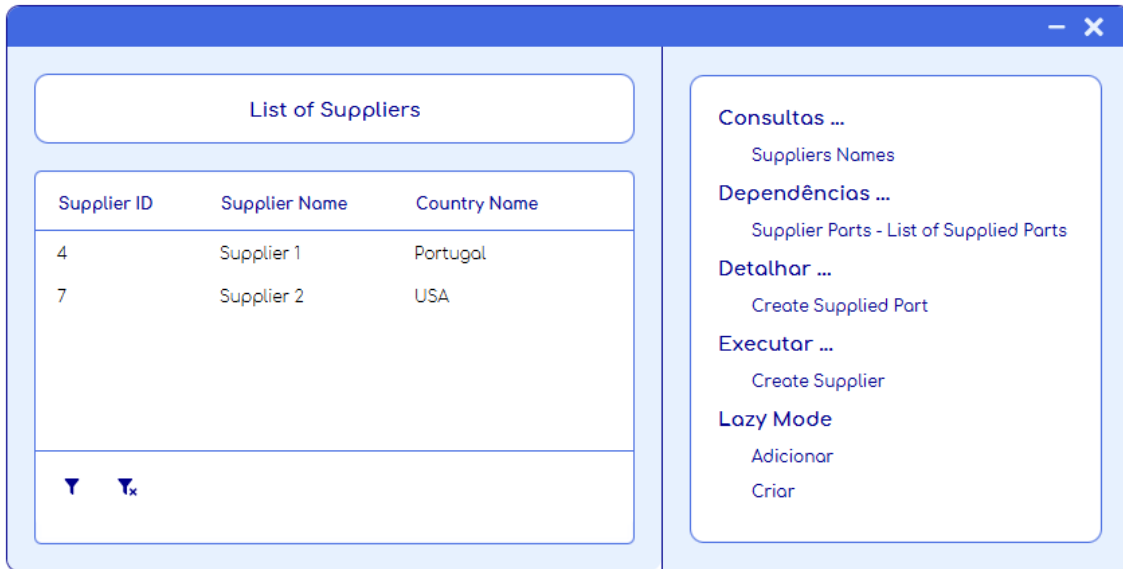 List of Suppliers
Supplier ID Supplier Name Country Name
4 Supplier 1 Portugal
7 Supplier 2 USA
Consultas ...
Suppliers Names
Dependências ...
Supplier Parts - List of Supplied Parts
Detalhar ...
Create Supplied Part
Executar ...
Create Supplier
Lazy Mode
Adicionar
Criar